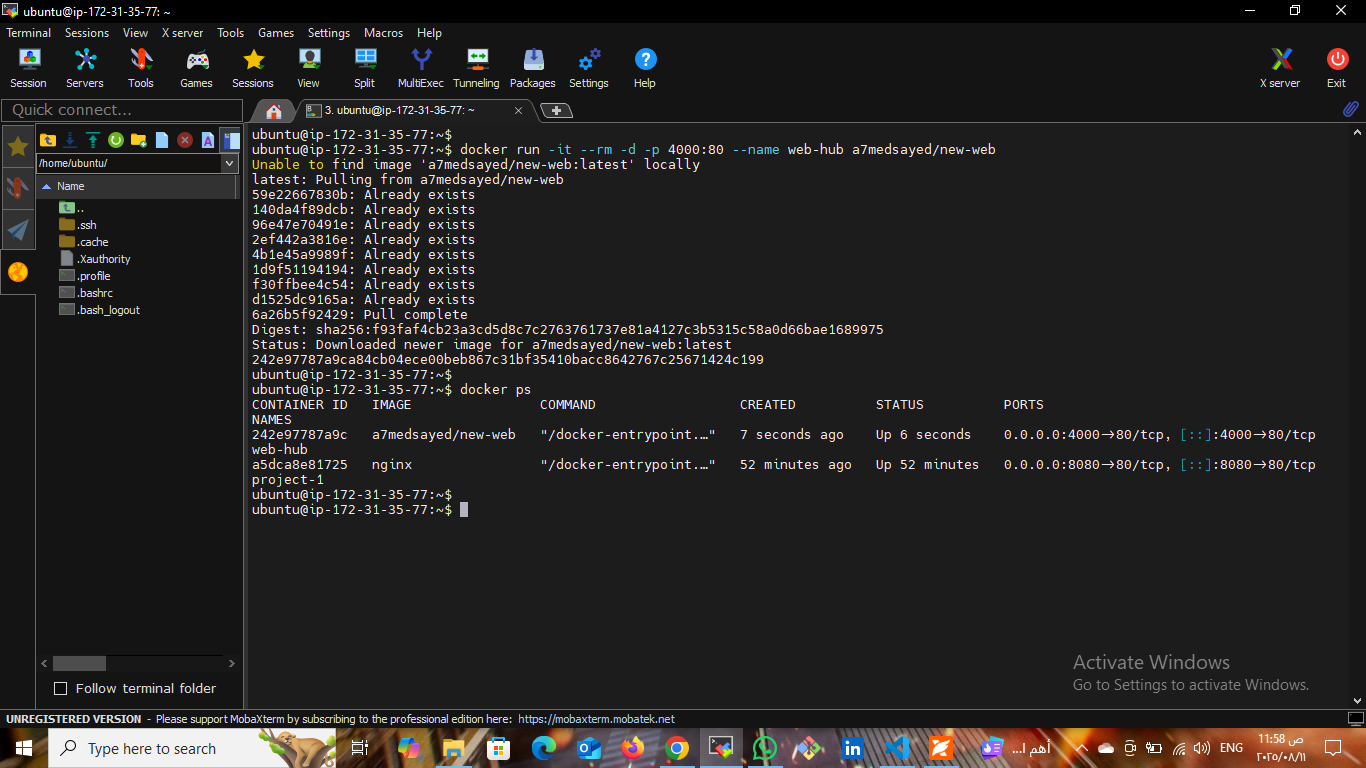 ubuntu@ip-172-31-35-77: ~
Terminal Sessions View X server Tools Games Settings Macros Help
Session Servers Tools Games Sessions View Split MultiExec Tunneling Packages Settings Help X server Exit
Quick connect...
3. ubuntu@ip-172-31-35-77: ~
/home/ubuntu/
Name
..
.ssh
.cache
.Xauthority
.profile
.bashrc
.bash_logout
Follow terminal folder
ubuntu@ip-172-31-35-77:~$
ubuntu@ip-172-31-35-77:~$ docker run -it --rm -d -p 4000:80 --name web-hub a7medsayed/new-web
Unable to find image 'a7medsayed/new-web:latest' locally
latest: Pulling from a7medsayed/new-web
59e22667830b: Already exists
140da4f89dcb: Already exists
96e47e70491e: Already exists
2ef442a3816e: Already exists
4b1e45a9989f: Already exists
1d9f51194194: Already exists
f30ffbee4c54: Already exists
d1525dc9165a: Already exists
6a26b5f92429: Pull complete
Digest: sha256:f93faf4cb23a3cd5d8c7c2763761737e81a4127c3b5315c58a0d66bae1689975
Status: Downloaded newer image for a7medsayed/new-web:latest
242e97787a9ca84cb04ece00beb867c31bf35410bacc8642767c25671424c199
ubuntu@ip-172-31-35-77:~$
ubuntu@ip-172-31-35-77:~$ docker ps
CONTAINER ID IMAGE COMMAND CREATED STATUS PORTS
NAMES
242e97787a9c a7medsayed/new-web "/docker-entrypoint.…" 7 seconds ago Up 6 seconds 0.0.0.0:4000->80/tcp, [::]:4000->80/tcp
web-hub
a5dca8e81725 nginx "/docker-entrypoint.…" 52 minutes ago Up 52 minutes 0.0.0.0:8080->80/tcp, [::]:8080->80/tcp
project-1
ubuntu@ip-172-31-35-77:~$
ubuntu@ip-172-31-35-77:~$
Activate Windows
Go to Settings to activate Windows.
UNREGISTERED VERSION - Please support MobaXterm by subscribing to the professional edition here: https://mobaxterm.mobatek.net
Type here to search
أهم ا...
ENG
11:58 ص
٢٠٢٥/٠٨/١١